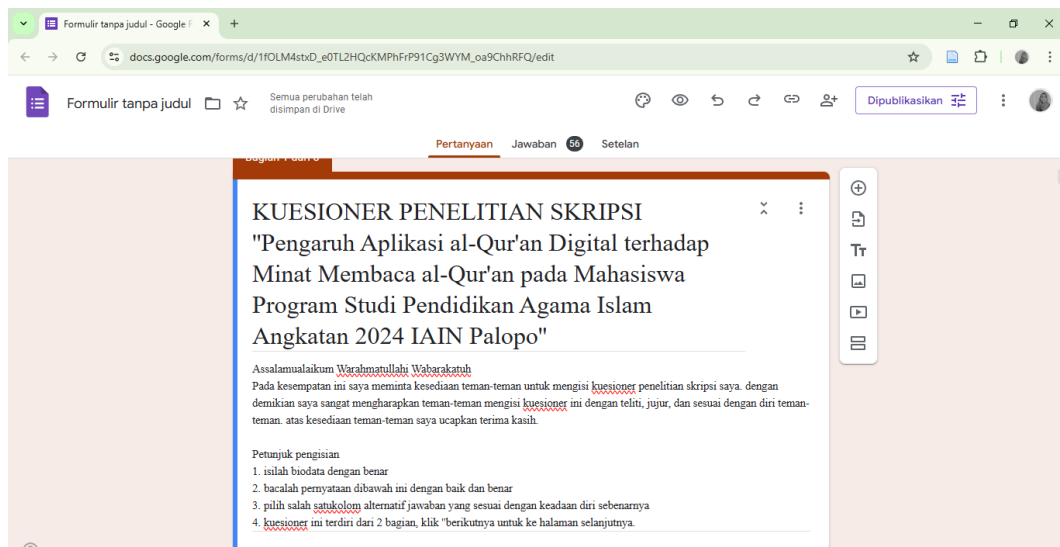 Formulir tanpa judul - Google F
docs.google.com/forms/d/1fOLM4stxD_e0TL2HQcKMPhFrP91Cg3WYM_oa9ChhRFQ/edit
Formulir tanpa judul
Semua perubahan telah
disimpan di Drive
Dipublikasikan
Pertanyaan Jawaban 56 Setelan
Bagian 1 dari 3
KUESIONER PENELITIAN SKRIPSI
"Pengaruh Aplikasi al-Qur'an Digital terhadap
Minat Membaca al-Qur'an pada Mahasiswa
Program Studi Pendidikan Agama Islam
Angkatan 2024 IAIN Palopo"
Assalamualaikum Warahmatullahi Wabarakatuh
Pada kesempatan ini saya meminta kesediaan teman-teman untuk mengisi kuesioner penelitian skripsi saya. dengan
demikian saya sangat mengharapkan teman-teman mengisi kuesioner ini dengan teliti, jujur, dan sesuai dengan diri teman-
teman. atas kesediaan teman-teman saya ucapkan terima kasih.
Petunjuk pengisian
1. isilah biodata dengan benar
2. bacalah pernyataan dibawah ini dengan baik dan benar
3. pilih salah satukolom alternatif jawaban yang sesuai dengan keadaan diri sebenarnya
4. kuesioner ini terdiri dari 2 bagian, klik "berikutnya untuk ke halaman selanjutnya.
Tт